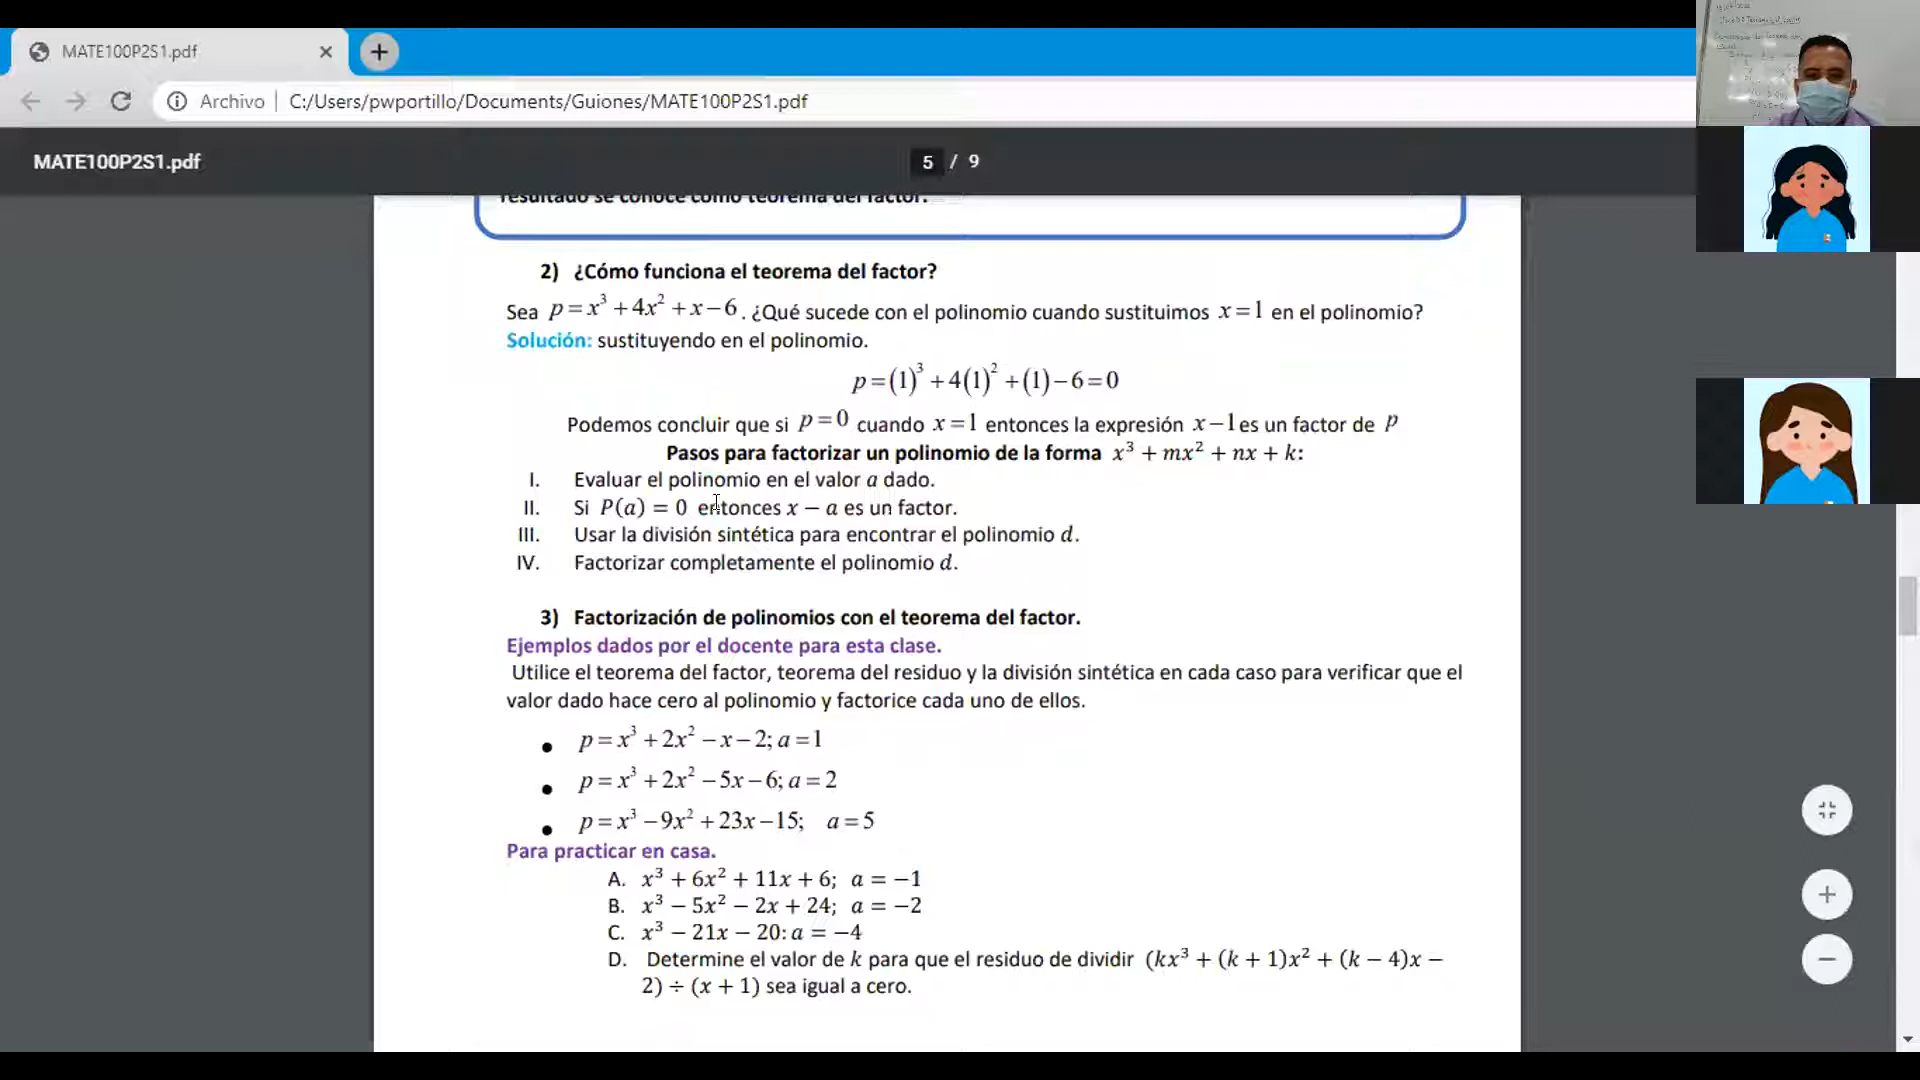 MATE100P2S1.pdf
Archivo | C:/Users/pwportillo/Documents/Guiones/MATE100P2S1.pdf
MATE100P2S1.pdf 5 / 9
resultado se conoce como teorema del factor.
2) ¿Cómo funciona el teorema del factor?
Sea p = x³ + 4x² + x − 6. ¿Qué sucede con el polinomio cuando sustituimos x = 1 en el polinomio?
Solución: sustituyendo en el polinomio.
p = (1)³ + 4(1)² + (1) − 6 = 0
Podemos concluir que si p = 0 cuando x = 1 entonces la expresión x − 1 es un factor de p
Pasos para factorizar un polinomio de la forma x³ + mx² + nx + k:
I. Evaluar el polinomio en el valor a dado.
II. Si P(a) = 0 entonces x − a es un factor.
III. Usar la división sintética para encontrar el polinomio d.
IV. Factorizar completamente el polinomio d.
3) Factorización de polinomios con el teorema del factor.
Ejemplos dados por el docente para esta clase.
Utilice el teorema del factor, teorema del residuo y la división sintética en cada caso para verificar que el
valor dado hace cero al polinomio y factorice cada uno de ellos.
• p = x³ + 2x² − x − 2; a = 1
• p = x³ + 2x² − 5x − 6; a = 2
• p = x³ − 9x² + 23x − 15; a = 5
Para practicar en casa.
A. x³ + 6x² + 11x + 6; a = −1
B. x³ − 5x² − 2x + 24; a = −2
C. x³ − 21x − 20: a = −4
D. Determine el valor de k para que el residuo de dividir (kx³ + (k + 1)x² + (k − 4)x −
2) ÷ (x + 1) sea igual a cero.